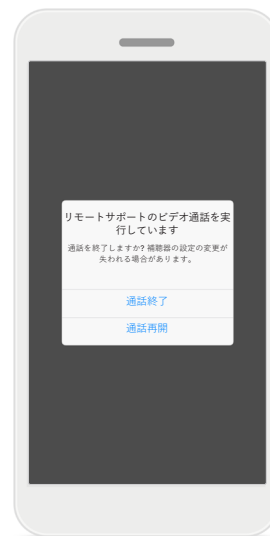 リモートサポートのビデオ通話を実
行しています
通話を終了しますか? 補聴器の設定の変更が
失われる場合があります。
通話終了
通話再開